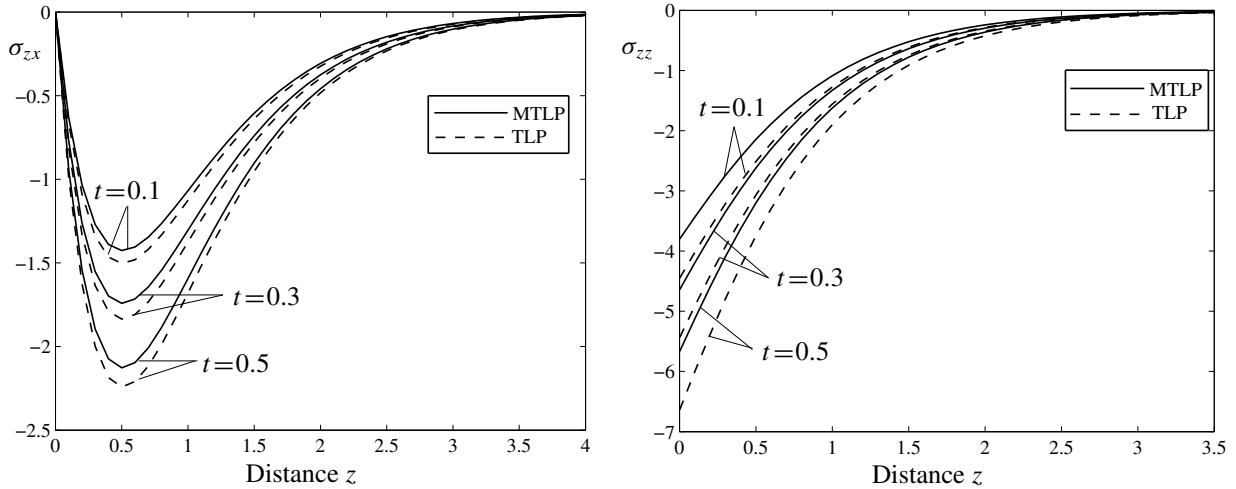 0
σzx
−0.5
−1
−1.5
−2
−2.5
MTLP
TLP
t=0.1
t=0.3
t=0.5
0 0.5 1 1.5 2 2.5 3 3.5 4
Distance z
0
σzz
−1
−2
−3
−4
−5
−6
−7
MTLP
TLP
t=0.1
t=0.3
t=0.5
0 0.5 1 1.5 2 2.5 3 3.5
Distance z